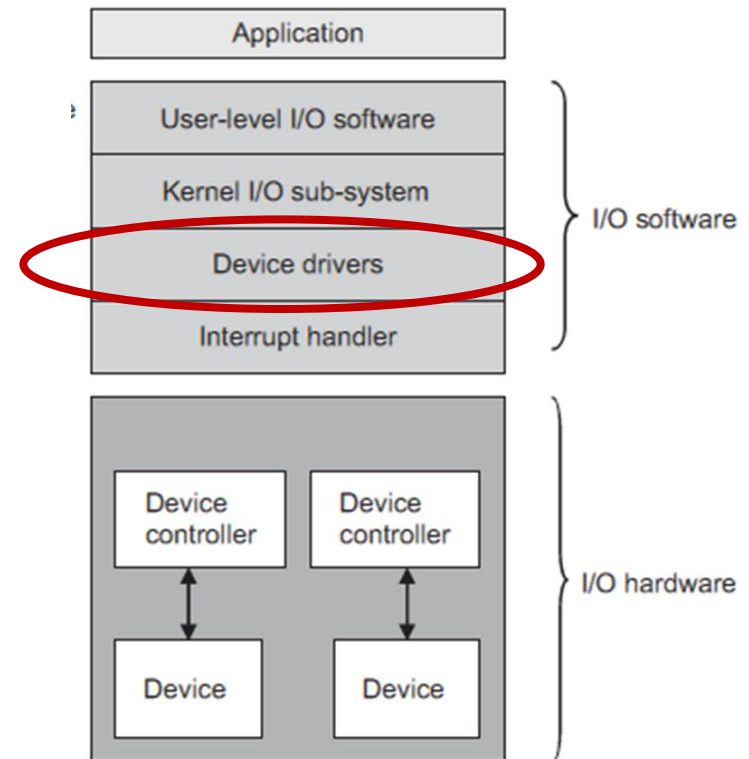 Application
User-level I/O software
Kernel I/O sub-system
I/O software
Device drivers
Interrupt handler
Device
controller
Device
controller
I/O hardware
Device
Device